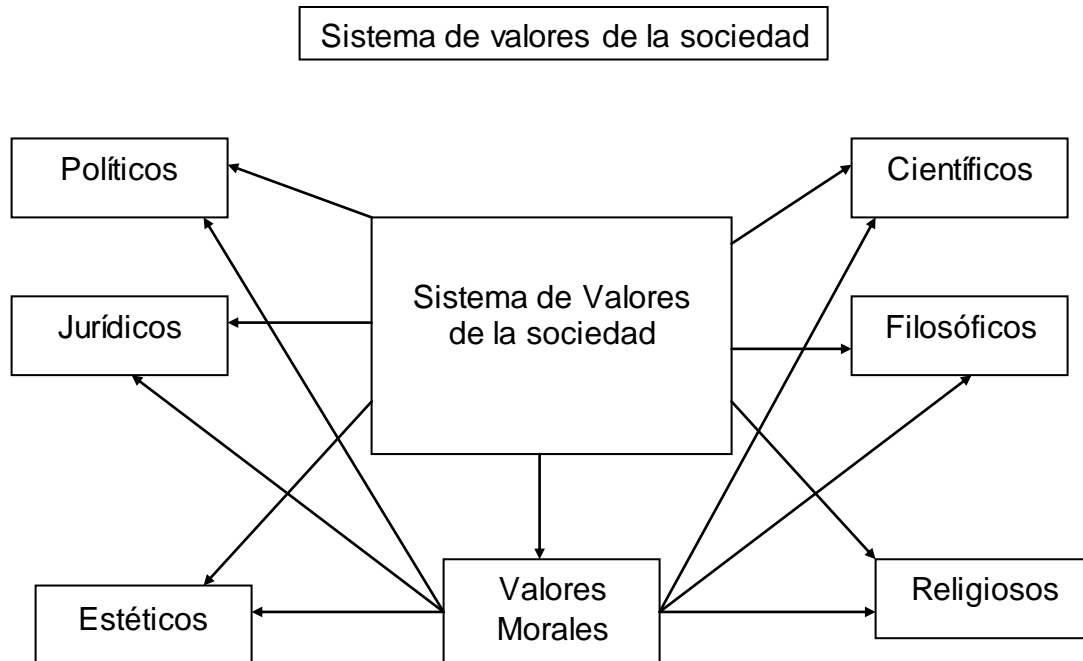 Sistema de valores de la sociedad
Políticos
Científicos
Sistema de Valores
de la sociedad
Jurídicos
Filosóficos
Estéticos
Valores
Morales
Religiosos